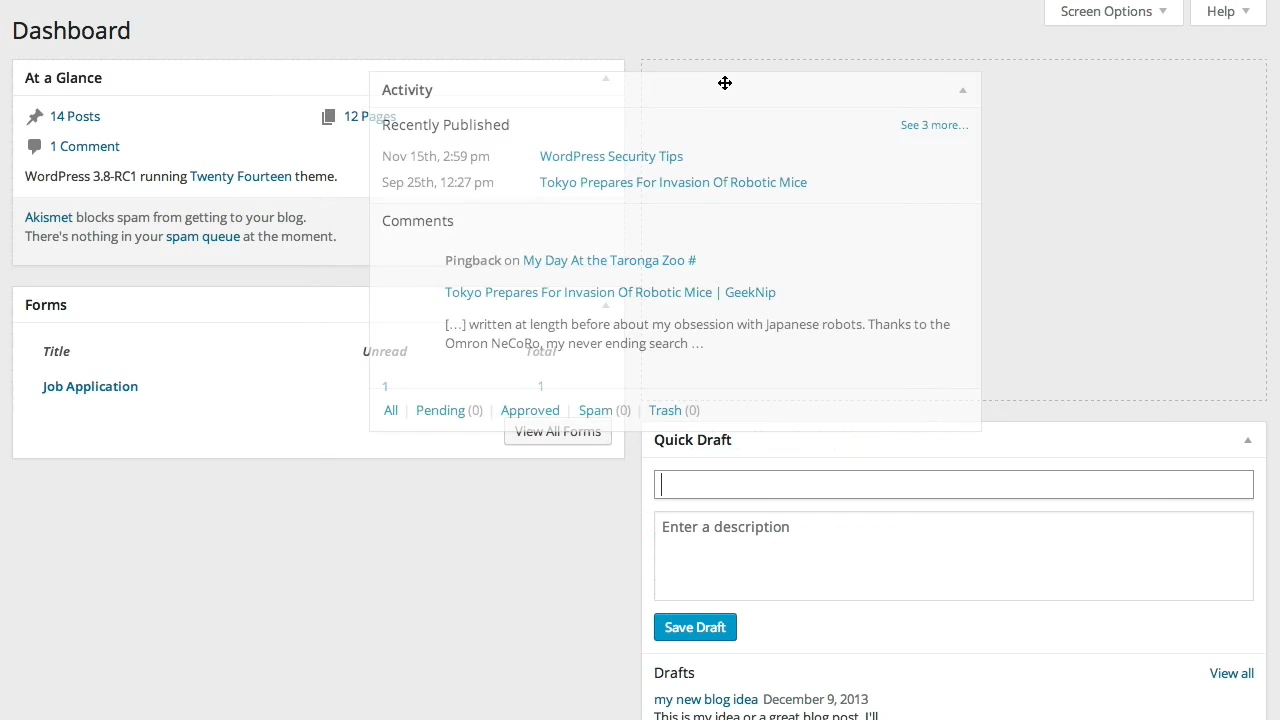 Screen Options
Help
Dashboard
At a Glance
14 Posts
12 Pages
1 Comment
WordPress 3.8-RC1 running Twenty Fourteen theme.
Akismet blocks spam from getting to your blog.
There's nothing in your spam queue at the moment.
Forms
Title
Unread
Total
Job Application
1
1
View All Forms
Activity
Recently Published
See 3 more…
Nov 15th, 2:59 pm
WordPress Security Tips
Sep 25th, 12:27 pm
Tokyo Prepares For Invasion Of Robotic Mice
Comments
Pingback on My Day At the Taronga Zoo #
Tokyo Prepares For Invasion Of Robotic Mice | GeekNip
[…] written at length before about my obsession with Japanese robots. Thanks to the
Omron NeCoRo, my never ending search …
All | Pending (0) | Approved | Spam (0) | Trash (0)
Quick Draft
Enter a description
Save Draft
Drafts
View all
my new blog idea December 9, 2013
This is my idea or a great blog post. I'll